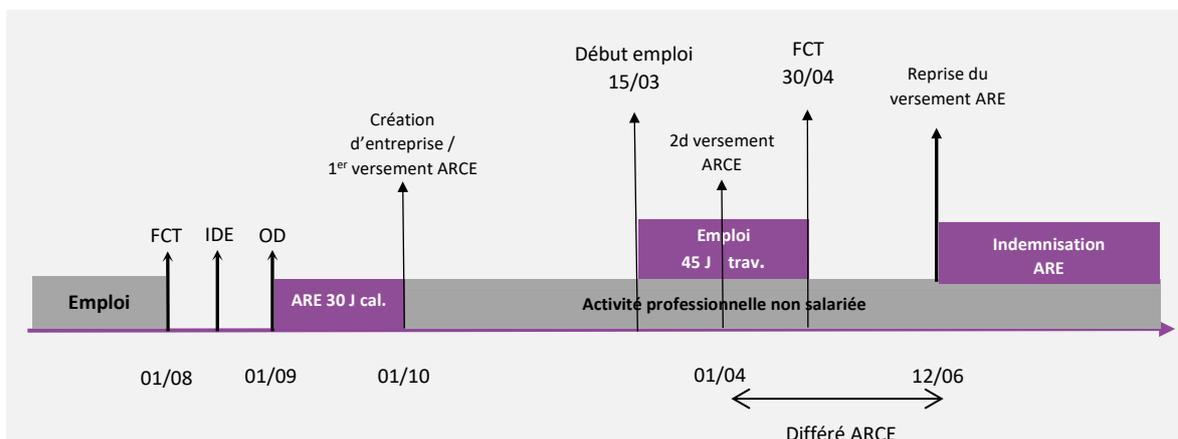 Début emploi
15/03
FCT
30/04
Reprise du
versement ARE
Création
d'entreprise /
1er versement ARCE
2d versement
ARCE
FCT
IDE
OD
Emploi
45 J trav.
Indemnisation
ARE
Emploi
ARE 30 J cal.
Activité professionnelle non salariée
01/08
01/09
01/10
01/04
12/06
Différé ARCE